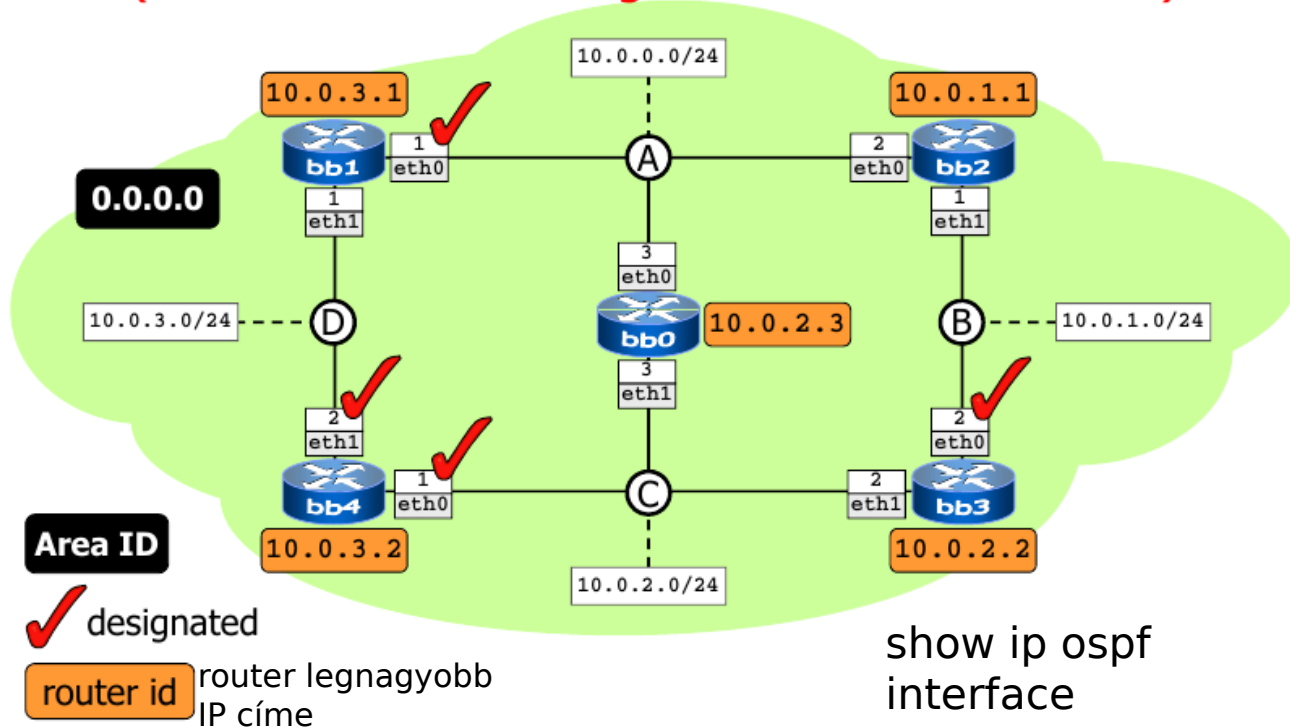 10.0.0.0/24
10.0.3.1
10.0.1.1
1
eth0
A
2
eth0
bb1
bb2
0.0.0.0
1
eth1
1
eth1
3
eth0
10.0.3.0/24
D
bb0
10.0.2.3
B
10.0.1.0/24
3
eth1
2
eth1
2
eth0
1
eth0
C
2
eth1
bb4
bb3
Area ID
10.0.3.2
10.0.2.2
10.0.2.0/24
designated
show ip ospf
interface
router id
router legnagyobb
IP címe